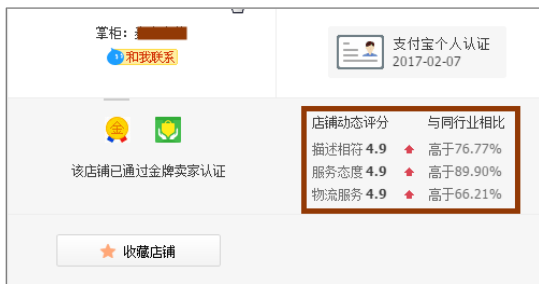 掌柜：
和我联系
支付宝个人认证
2017-02-07
金
该店铺已通过金牌卖家认证
店铺动态评分 与同行业相比
描述相符 4.9 高于76.77%
服务态度 4.9 高于89.90%
物流服务 4.9 高于66.21%
收藏店铺